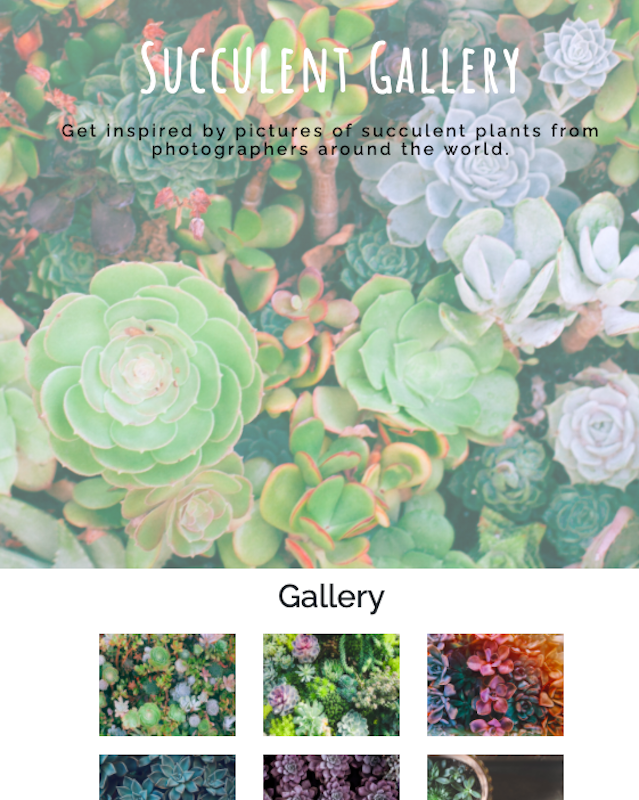 Succulent Gallery
Get inspired by pictures of succulent plants from
photographers around the world.
Gallery